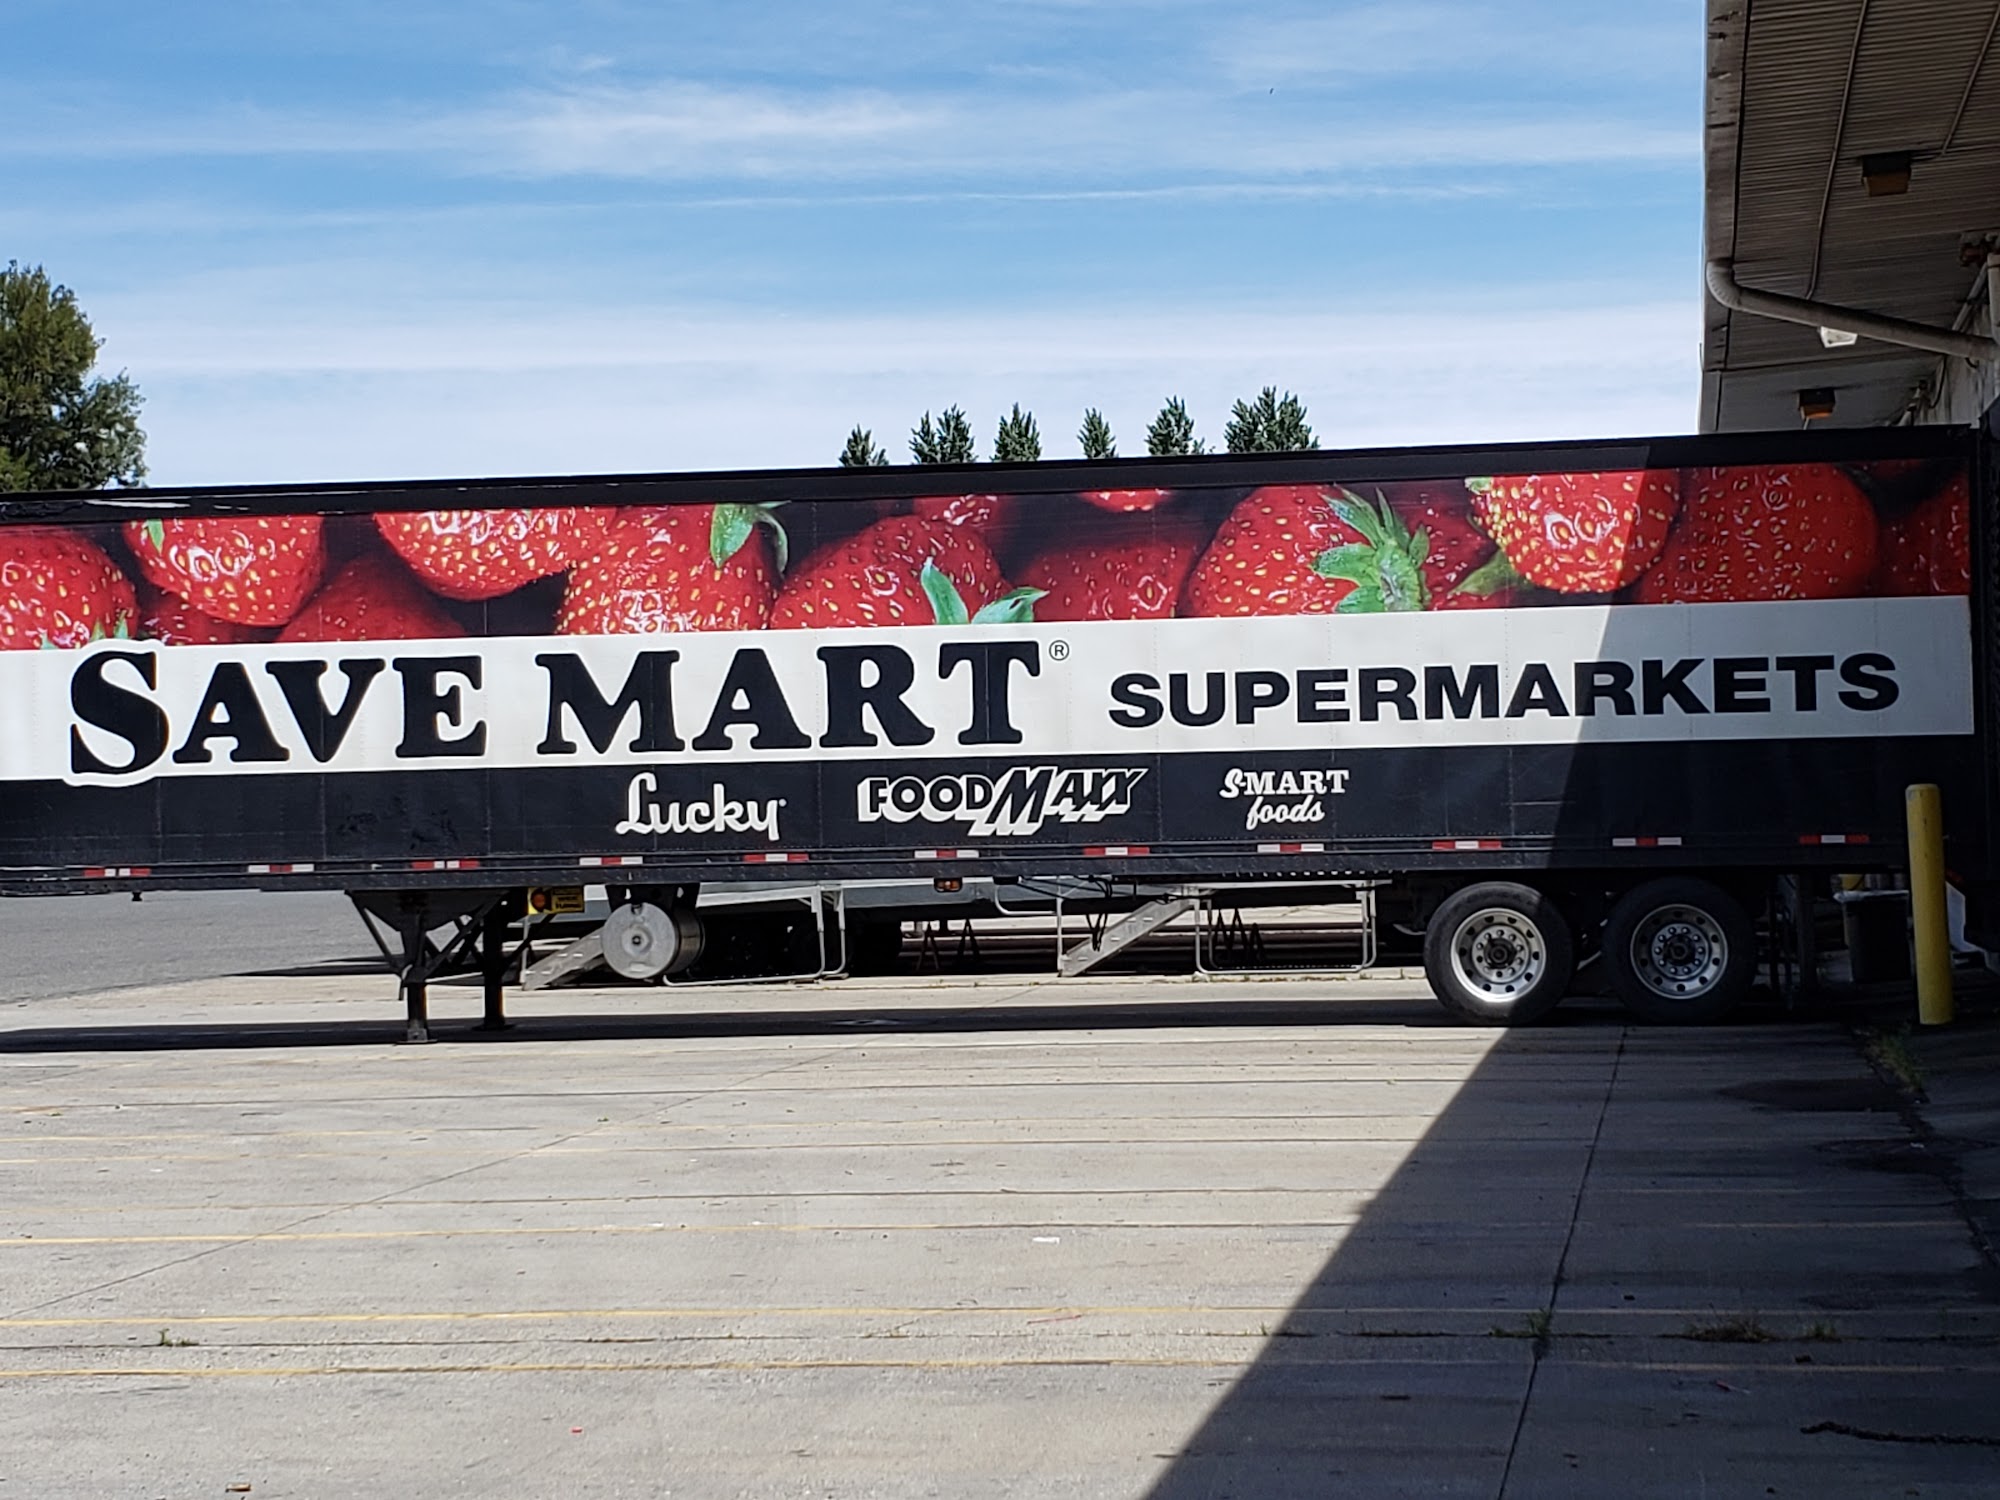 SAVE MART® SUPERMARKETS
Lucky FOODMAXX S-MART
foods